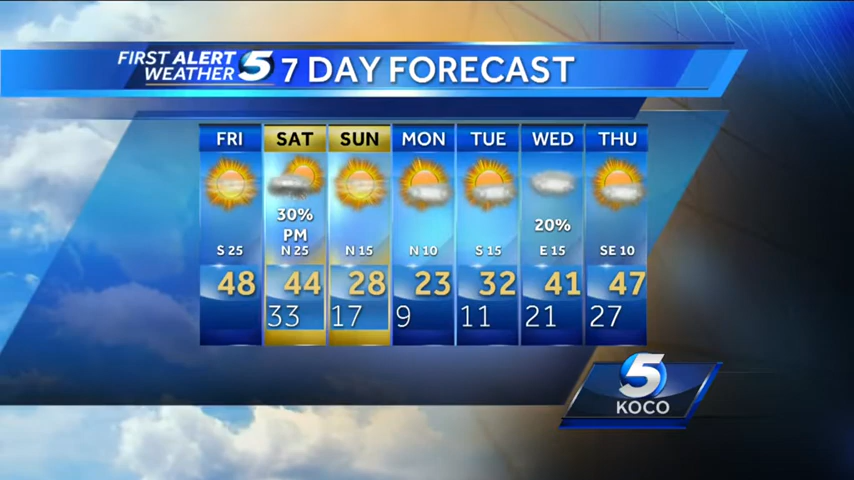 FIRST ALERT
WEATHER 5
7 DAY FORECAST
FRI SAT SUN MON TUE WED THU
30%
PM
20%
S 25 N 25 N 15 N 10 S 15 E 15 SE 10
48 44 28 23 32 41 47
33 17 9 11 21 27
5
KOCO